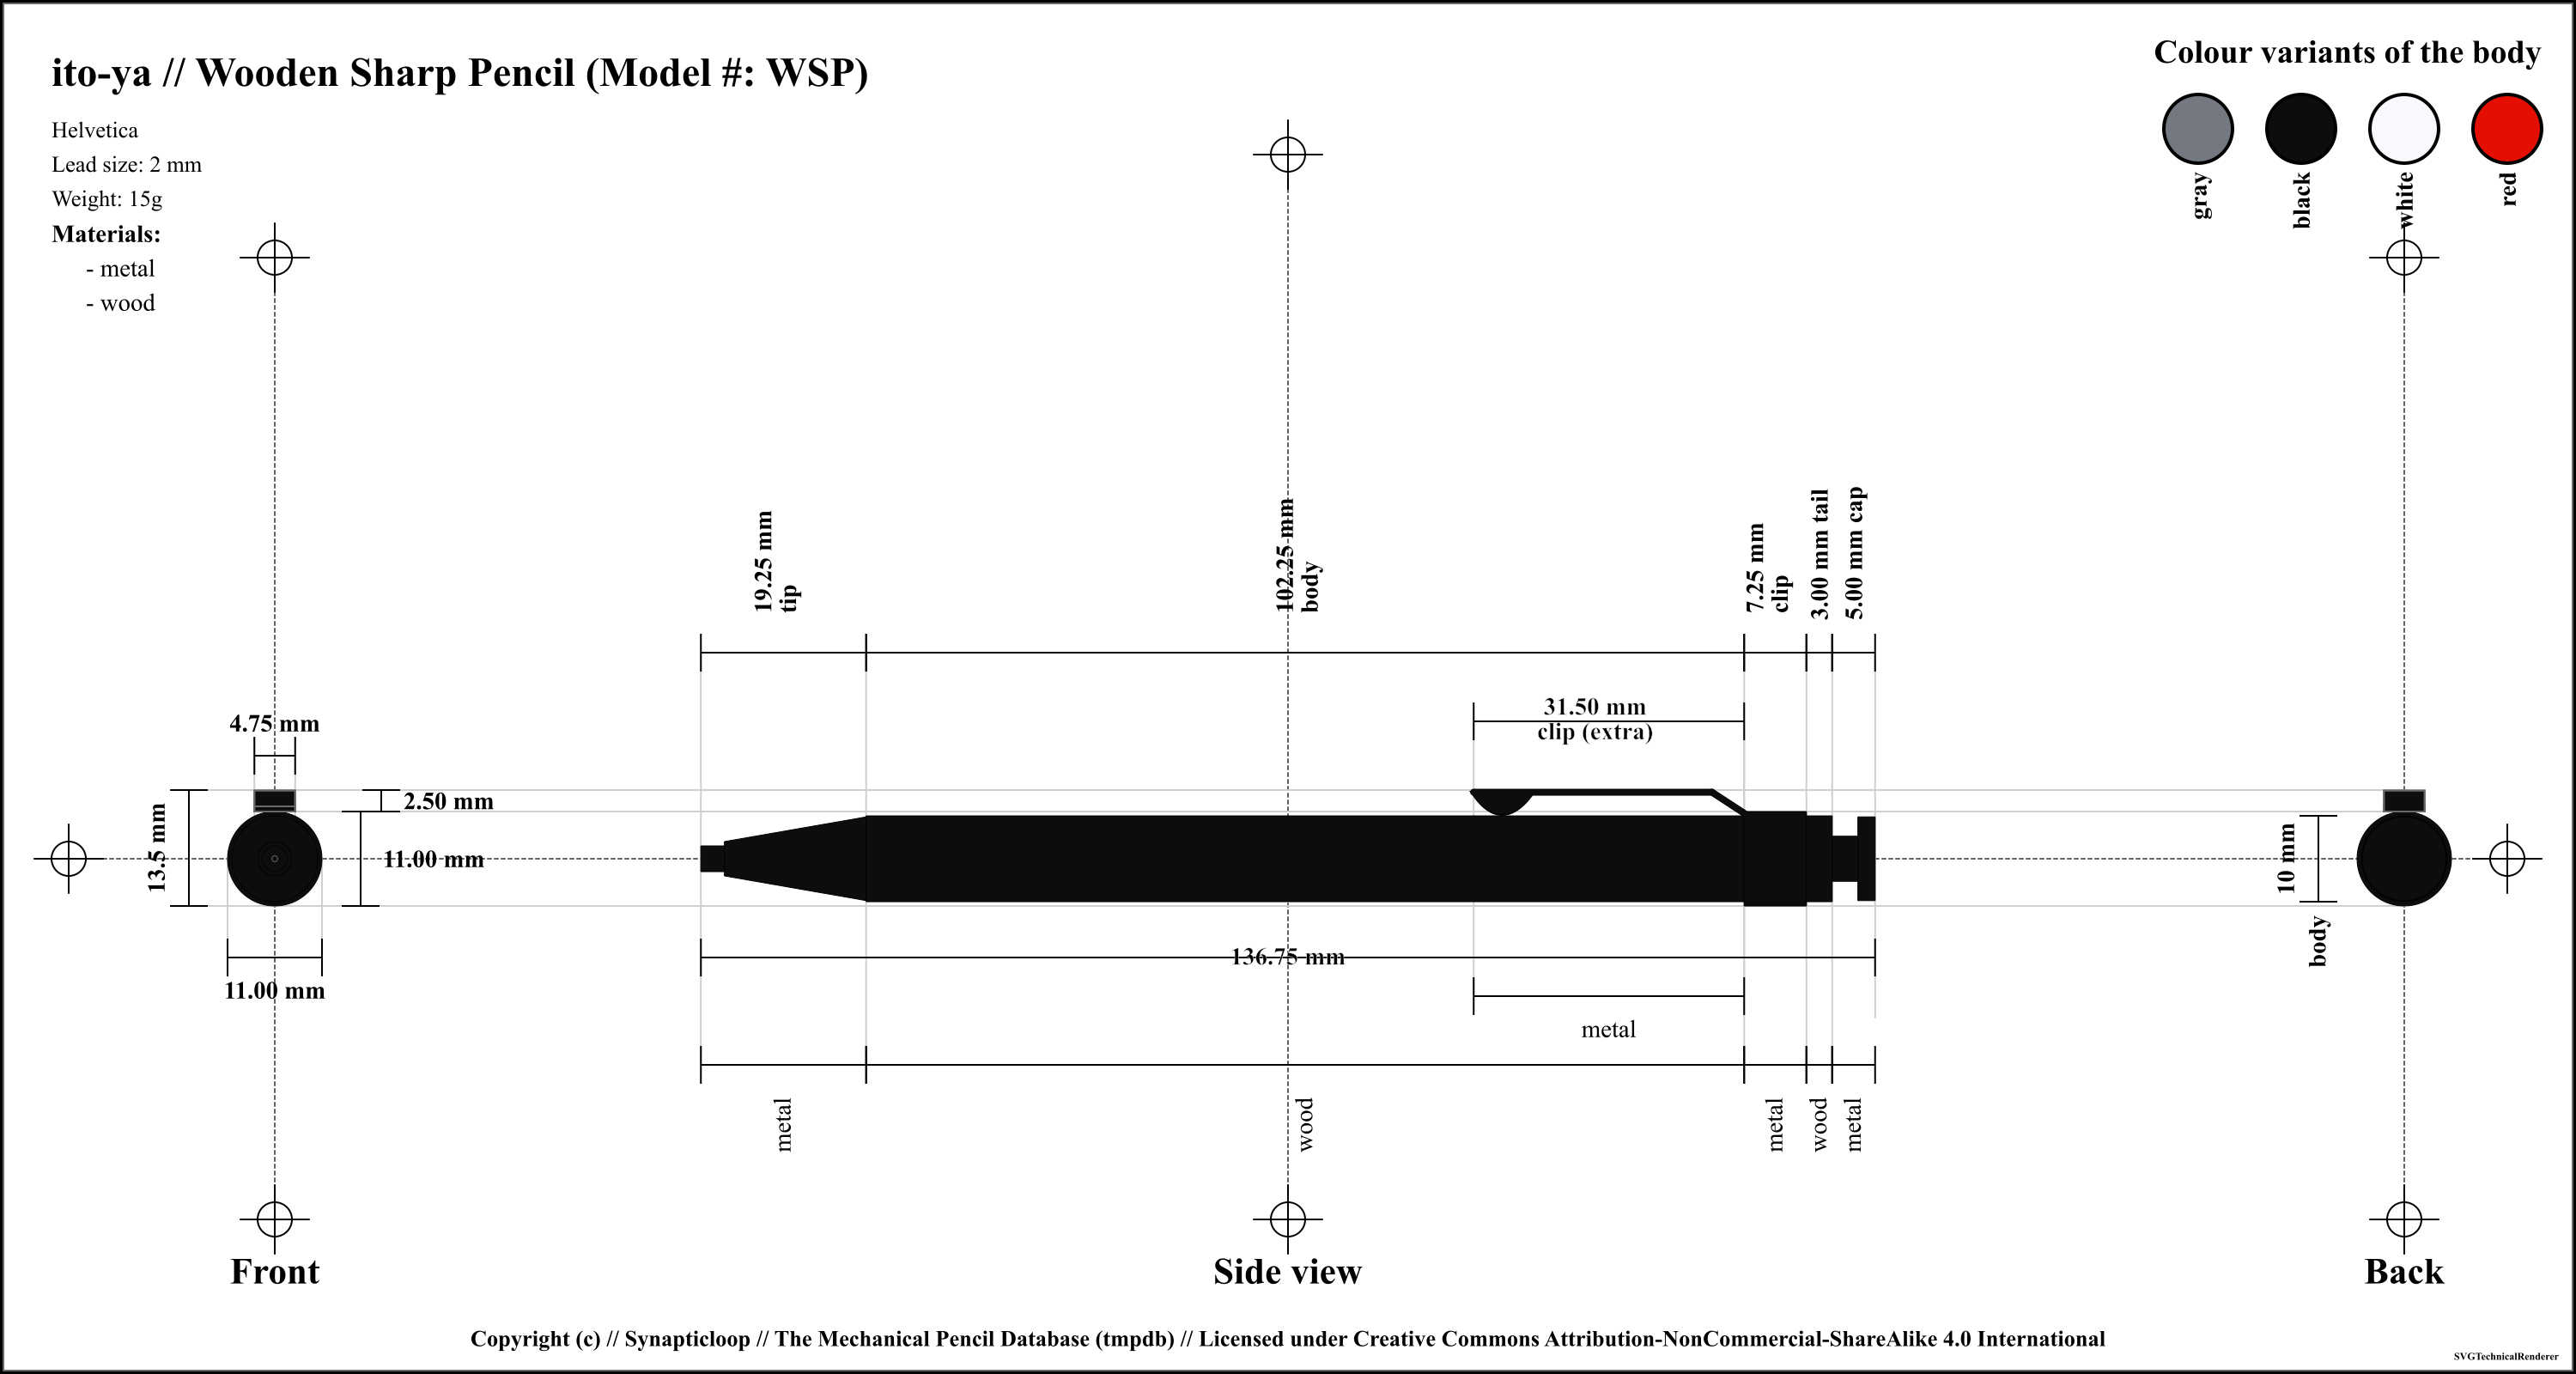 ito-ya // Wooden Sharp Pencil (Model #: WSP)
Helvetica
Lead size: 2 mm
Weight: 15g
Materials:
- metal
- wood
Colour variants of the body
gray
black
white
red
19.25 mm
tip
102.25 mm
body
7.25 mm
clip
3.00 mm tail
5.00 mm cap
31.50 mm
clip (extra)
4.75 mm
2.50 mm
13.5 mm
11.00 mm
11.00 mm
10 mm
body
136.75 mm
metal
metal
wood
metal
wood
metal
Front
Side view
Back
Copyright (c) // Synapticloop // The Mechanical Pencil Database (tmpdb) // Licensed under Creative Commons Attribution-NonCommercial-ShareAlike 4.0 International
SVGTechnicalRenderer